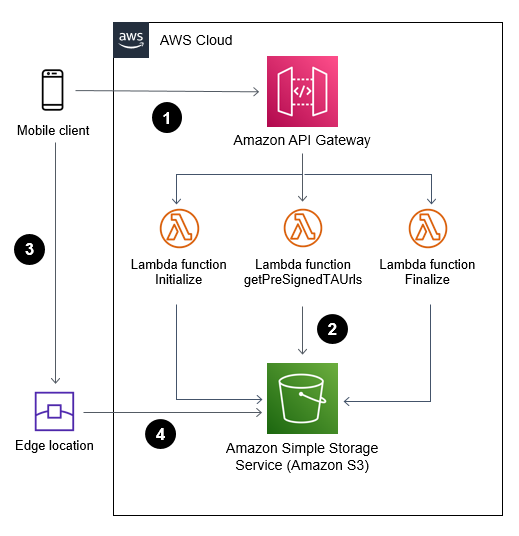 aws
AWS Cloud
Mobile client
1
</>
Amazon API Gateway
3
Lambda function
Initialize
Lambda function
getPreSignedTAUrls
Lambda function
Finalize
2
Edge location
4
Amazon Simple Storage
Service (Amazon S3)